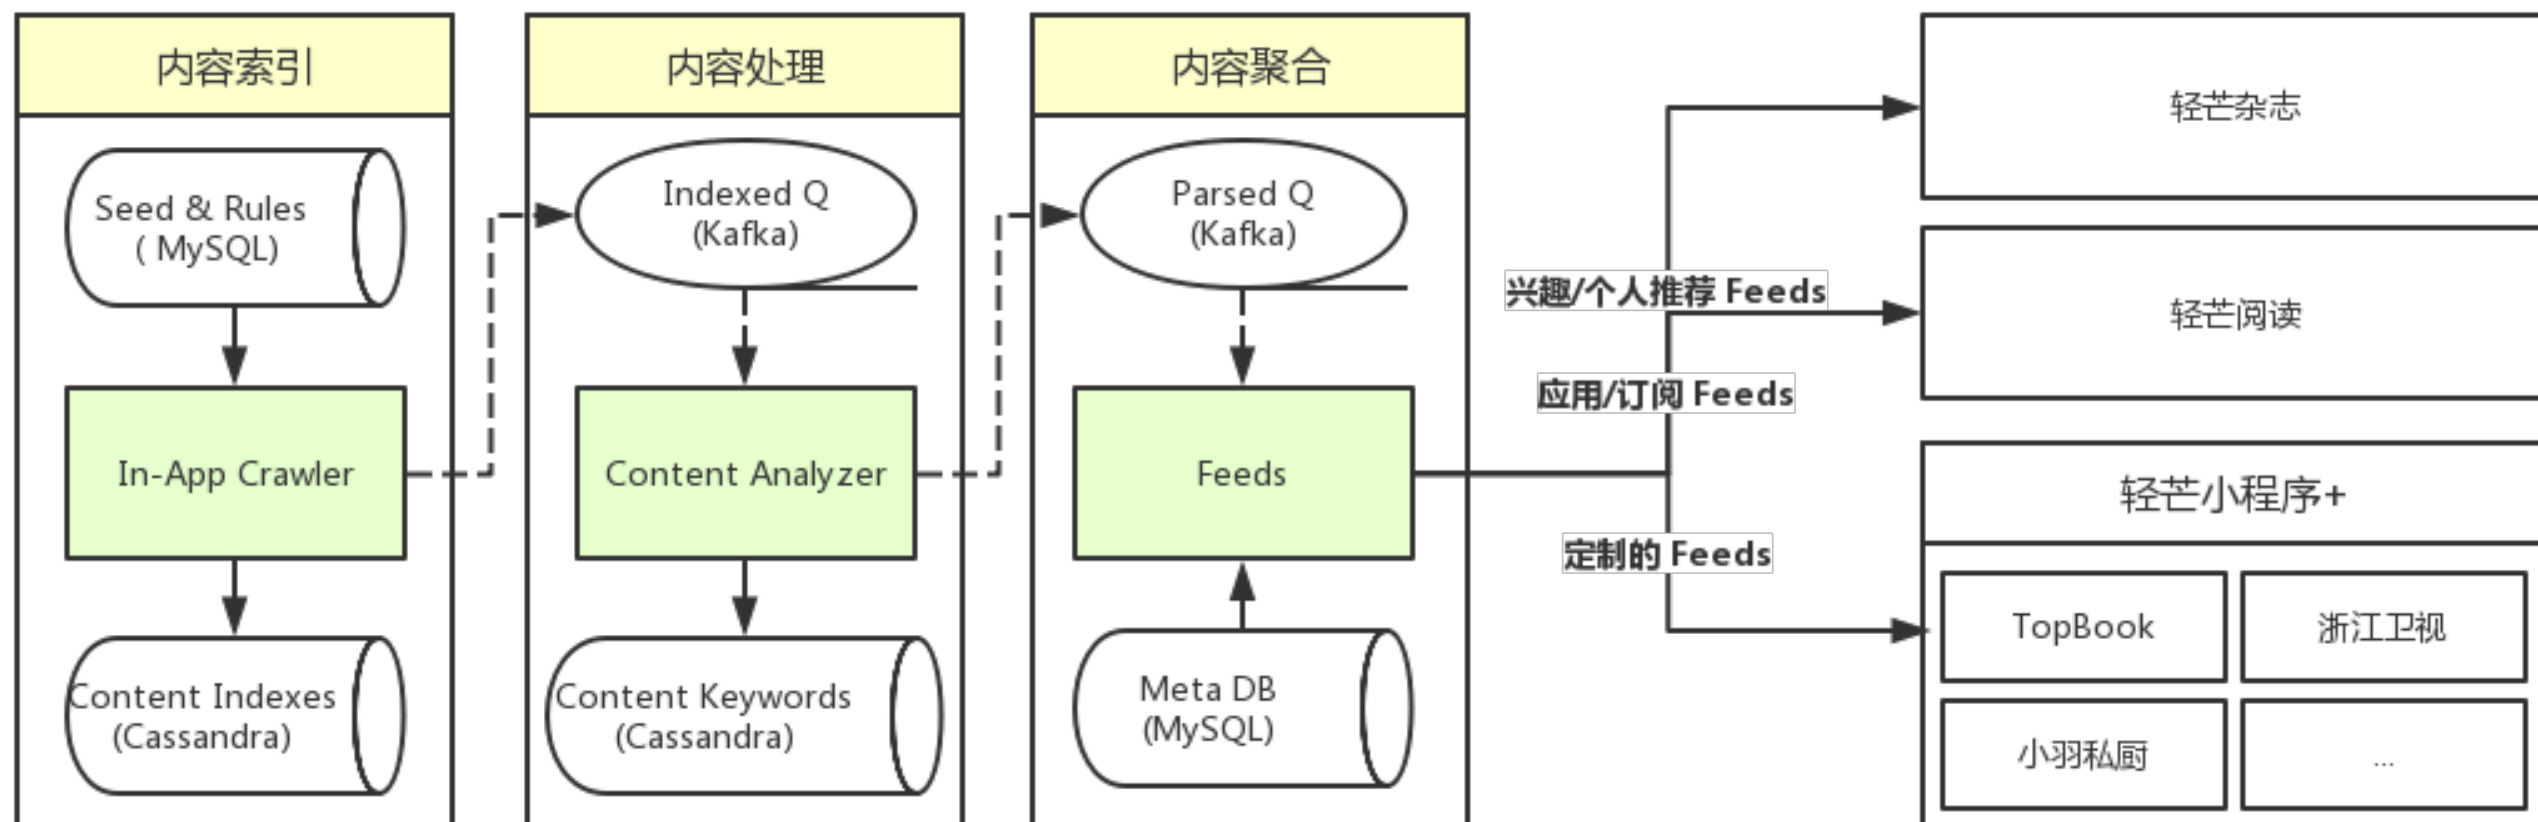 内容索引
Seed & Rules
( MySQL)
In-App Crawler
Content Indexes
(Cassandra)
内容处理
Indexed Q
(Kafka)
Content Analyzer
Content Keywords
(Cassandra)
内容聚合
Parsed Q
(Kafka)
Feeds
Meta DB
(MySQL)
兴趣/个人推荐 Feeds
应用/订阅 Feeds
定制的 Feeds
轻芒杂志
轻芒阅读
轻芒小程序+
TopBook
浙江卫视
小羽私厨
...